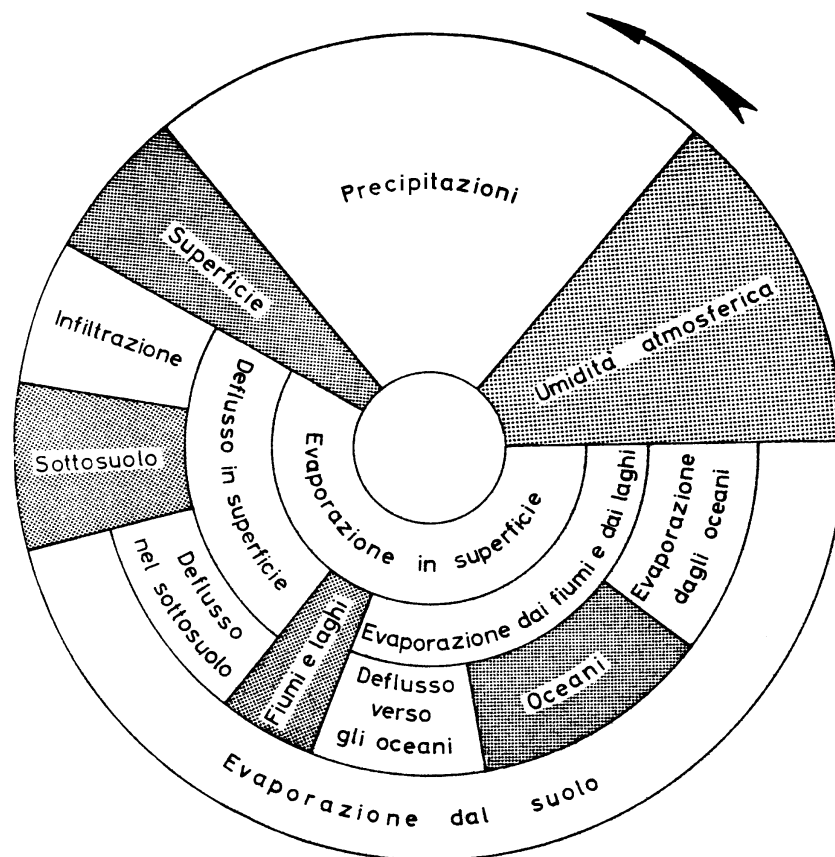 Precipitazioni
Superficie
Umidità atmosferica
Infiltrazione
Deflusso in superficie
Sottosuolo
Evaporazione in superficie
Evaporazione dai fiumi e dai laghi
Evaporazione
dagli oceani
Deflusso
nel sottosuolo
Fiumi e laghi
Deflusso
verso
gli oceani
Oceani
Evaporazione dal suolo